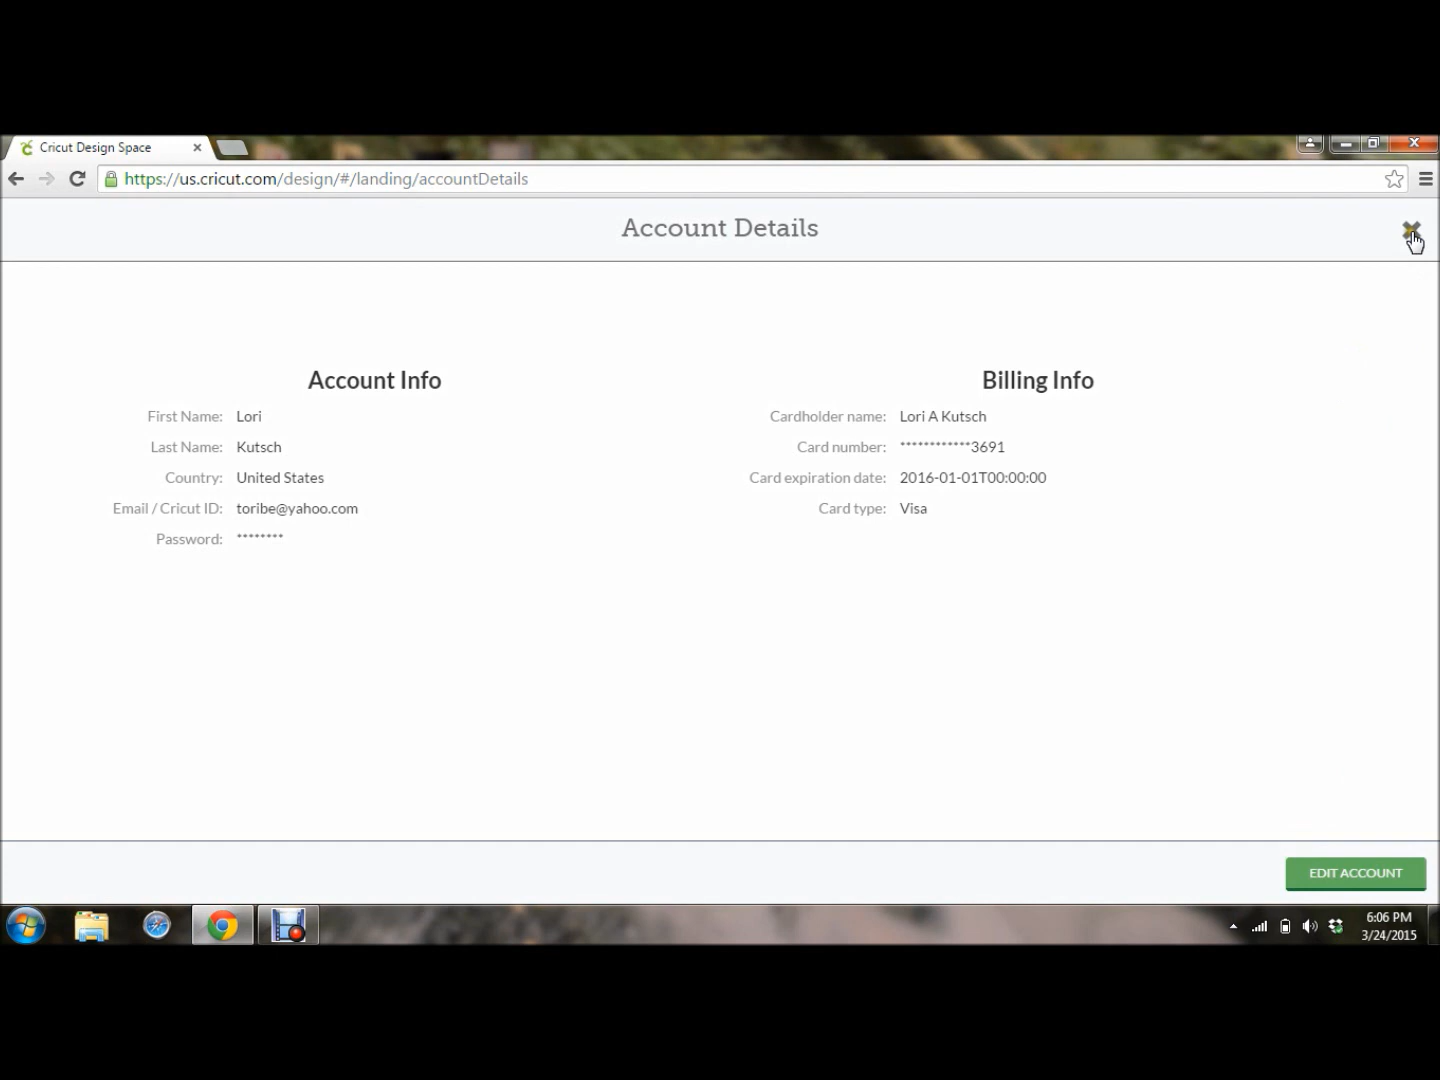 Cricut Design Space
https://us.cricut.com/design/#/landing/accountDetails
Account Details
Account Info
First Name: Lori
Last Name: Kutsch
Country: United States
Email / Cricut ID: toribe@yahoo.com
Password: ********
Billing Info
Cardholder name: Lori A Kutsch
Card number: ************3691
Card expiration date: 2016-01-01T00:00:00
Card type: Visa
EDIT ACCOUNT
6:06 PM
3/24/2015